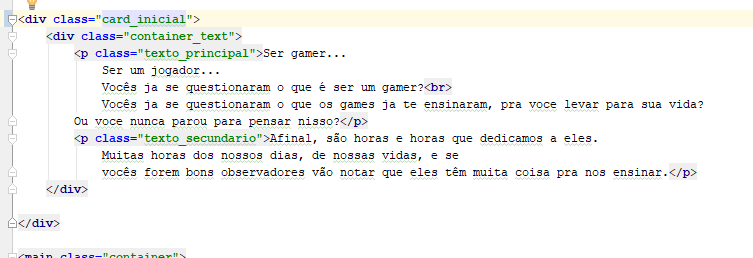 <div class="card_inicial">
<div class="container_text">
<p class="texto_principal">Ser gamer...
Ser um jogador...
Vocês ja se questionaram o que é ser um gamer?<br>
Vocês ja se questionaram o que os games ja te ensinaram, pra voce levar para sua vida?
Ou voce nunca parou para pensar nisso?</p>
<p class="texto_secundario">Afinal, são horas e horas que dedicamos a eles.
Muitas horas dos nossos dias, de nossas vidas, e se
vocês forem bons observadores vão notar que eles têm muita coisa pra nos ensinar.</p>
</div>
</div>
<main class="container">